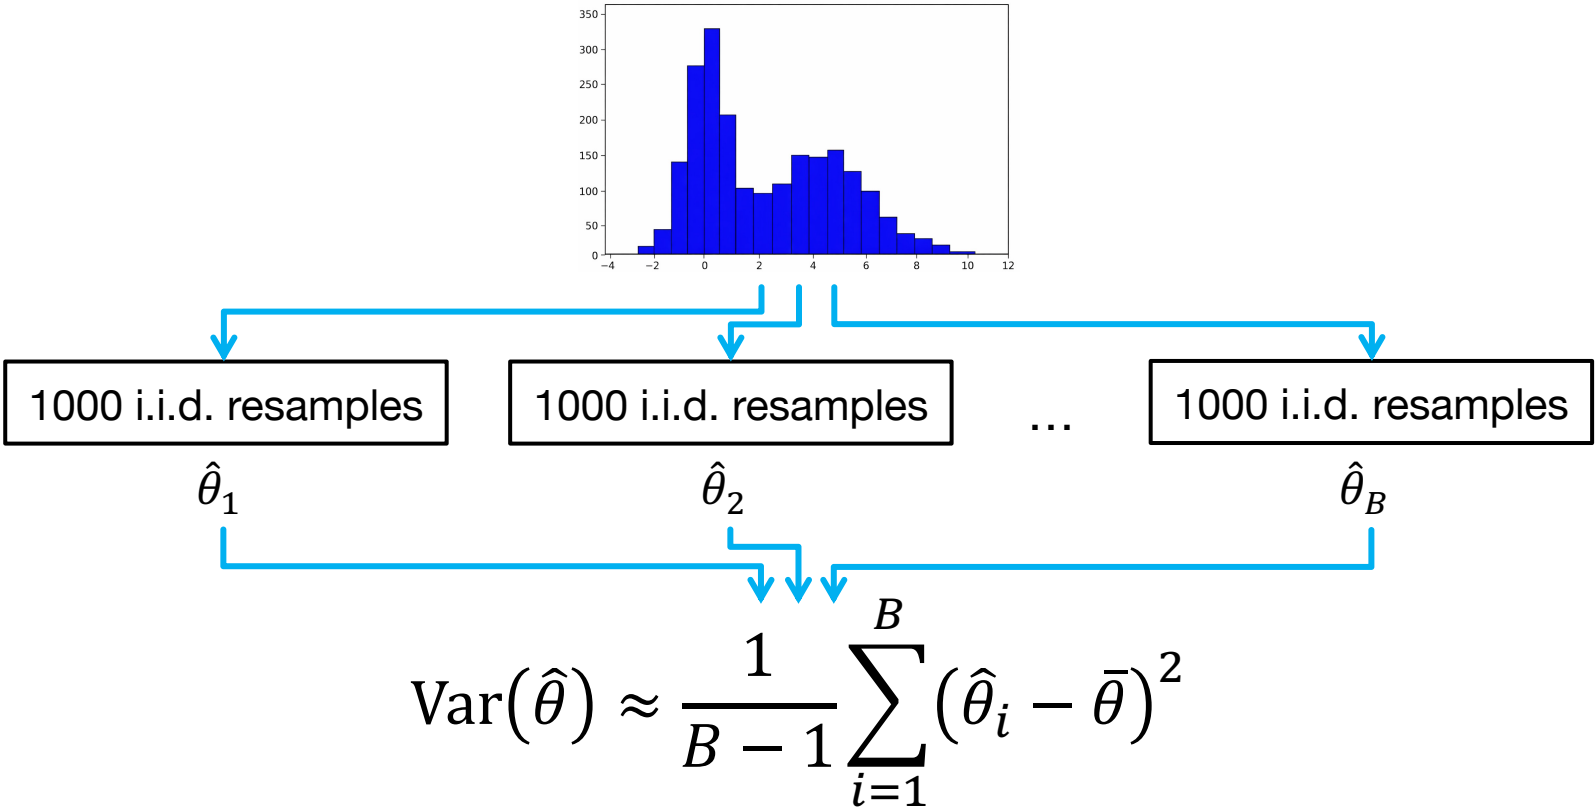 350
300
250
200
150
100
50
0
−4 −2 0 2 4 6 8 10 12
1000 i.i.d. resamples 1000 i.i.d. resamples ... 1000 i.i.d. resamples
θ̂₁ θ̂₂ θ̂_B
Var(θ̂) ≈ 1/(B − 1) ∑_{i=1}^{B} (θ̂ᵢ − θ̄)²